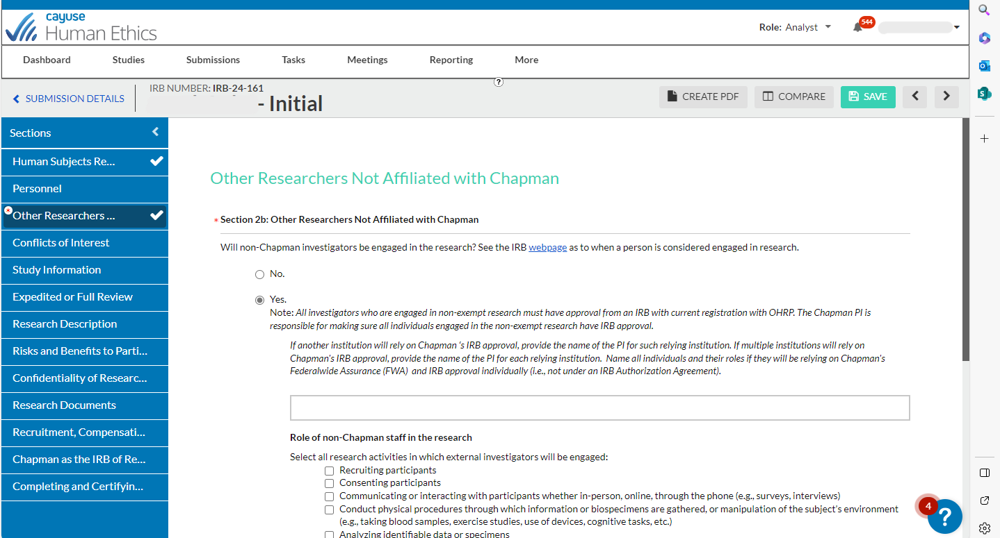 cayuse
Human Ethics
Role: Analyst
544
Dashboard
Studies
Submissions
Tasks
Meetings
Reporting
More
?
SUBMISSION DETAILS
IRB NUMBER: IRB-24-161
- Initial
CREATE PDF
COMPARE
SAVE
Sections
Human Subjects Re...
Personnel
Other Researchers ...
Conflicts of Interest
Study Information
Expedited or Full Review
Research Description
Risks and Benefits to Parti...
Confidentiality of Researc...
Research Documents
Recruitment, Compensati...
Chapman as the IRB of Re...
Completing and Certifyin...
Other Researchers Not Affiliated with Chapman
* Section 2b: Other Researchers Not Affiliated with Chapman
Will non-Chapman investigators be engaged in the research? See the IRB webpage as to when a person is considered engaged in research.
No.
Yes.
Note: All investigators who are engaged in non-exempt research must have approval from an IRB with current registration with OHRP. The Chapman PI is
responsible for making sure all individuals engaged in the non-exempt research have IRB approval.
If another institution will rely on Chapman 's IRB approval, provide the name of the PI for such relying institution. If multiple institutions will rely on
Chapman's IRB approval, provide the name of the PI for each relying institution. Name all individuals and their roles if they will be relying on Chapman's
Federalwide Assurance (FWA) and IRB approval individually (i.e., not under an IRB Authorization Agreement).
Role of non-Chapman staff in the research
Select all research activities in which external investigators will be engaged:
Recruiting participants
Consenting participants
Communicating or interacting with participants whether in-person, online, through the phone (e.g., surveys, interviews)
Conduct physical procedures through which information or biospecimens are gathered, or manipulation of the subject's environment
(e.g., taking blood samples, exercise studies, use of devices, cognitive tasks, etc.)
Analyzing identifiable data or specimens
4
?